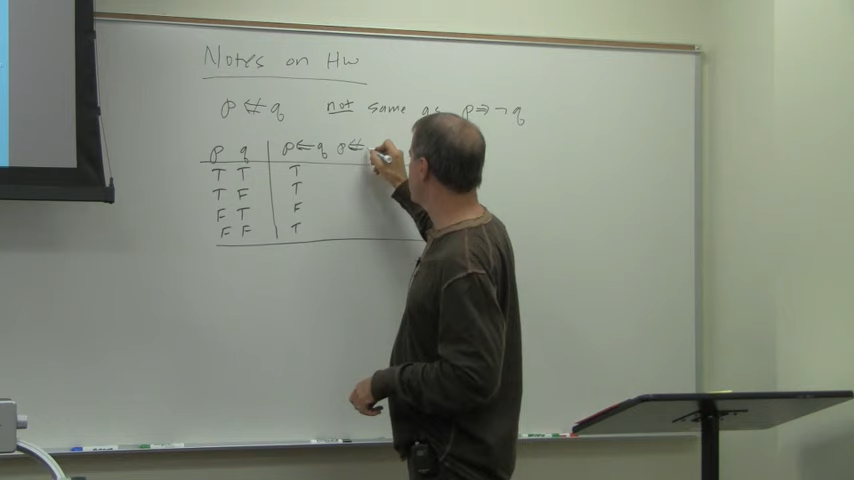 Notes on Hw
p ⇍ q not same as p ⇒ ¬ q
p q p ⇐ q p ⇍
T T T
T F T
F T F
F F T